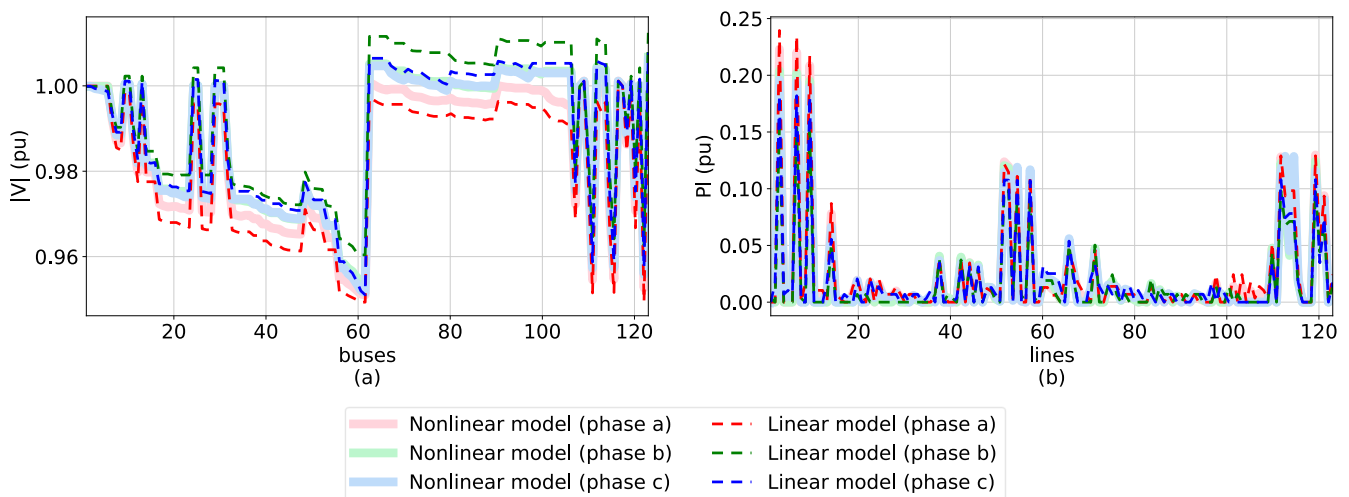 |V| (pu)
1.00
0.98
0.96
20 40 60 80 100 120
buses
(a)
Pl (pu)
0.25
0.20
0.15
0.10
0.05
0.00
20 40 60 80 100 120
lines
(b)
Nonlinear model (phase a)
Nonlinear model (phase b)
Nonlinear model (phase c)
Linear model (phase a)
Linear model (phase b)
Linear model (phase c)